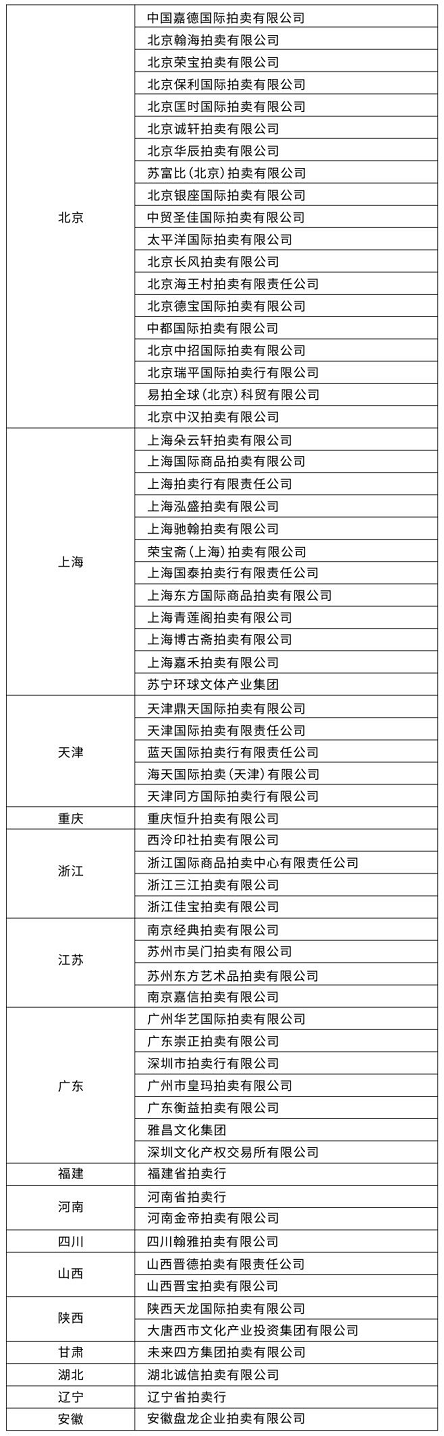 北京
中国嘉德国际拍卖有限公司
北京翰海拍卖有限公司
北京荣宝拍卖有限公司
北京保利国际拍卖有限公司
北京匡时国际拍卖有限公司
北京诚轩拍卖有限公司
北京华辰拍卖有限公司
苏富比(北京)拍卖有限公司
北京银座国际拍卖有限公司
中贸圣佳国际拍卖有限公司
太平洋国际拍卖有限公司
北京长风拍卖有限公司
北京海王村拍卖有限责任公司
北京德宝国际拍卖有限公司
中都国际拍卖有限公司
北京中招国际拍卖有限公司
北京瑞平国际拍卖行有限公司
易拍全球(北京)科贸有限公司
北京中汉拍卖有限公司
上海
上海朵云轩拍卖有限公司
上海国际商品拍卖有限公司
上海拍卖行有限责任公司
上海泓盛拍卖有限公司
上海驰翰拍卖有限公司
荣宝斋(上海)拍卖有限公司
上海国泰拍卖行有限责任公司
上海东方国际商品拍卖有限公司
上海青莲阁拍卖有限公司
上海博古斋拍卖有限公司
上海嘉禾拍卖有限公司
苏宁环球文体产业集团
天津
天津鼎天国际拍卖有限公司
天津国际拍卖有限责任公司
蓝天国际拍卖行有限责任公司
海天国际拍卖(天津)有限公司
天津同方国际拍卖行有限公司
重庆
重庆恒升拍卖有限公司
浙江
西泠印社拍卖有限公司
浙江国际商品拍卖中心有限责任公司
浙江三江拍卖有限公司
浙江佳宝拍卖有限公司
江苏
南京经典拍卖有限公司
苏州市吴门拍卖有限公司
苏州东方艺术品拍卖有限公司
南京嘉信拍卖有限公司
广东
广州华艺国际拍卖有限公司
广东崇正拍卖有限公司
深圳市拍卖行有限公司
广州市皇玛拍卖有限公司
广东衡益拍卖有限公司
雅昌文化集团
深圳文化产权交易所有限公司
福建
福建省拍卖行
河南
河南省拍卖行
河南金帝拍卖有限公司
四川
四川翰雅拍卖有限公司
山西
山西晋德拍卖有限责任公司
山西晋宝拍卖有限公司
陕西
陕西天龙国际拍卖有限公司
大唐西市文化产业投资集团有限公司
甘肃
未来四方集团拍卖有限公司
湖北
湖北诚信拍卖有限公司
辽宁
辽宁省拍卖行
安徽
安徽盘龙企业拍卖有限公司